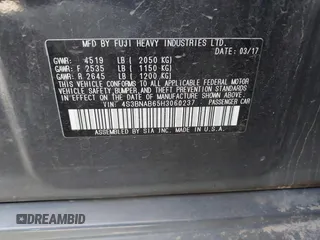 MFD BY FUJI HEAVY INDUSTRIES LTD.
DATE: 03/17
GVWR: 4519 LB ( 2050 KG)
GAWR: F 2535 LB ( 1150 KG)
GAWR: R 2645 LB ( 1200 KG)
THIS VEHICLE CONFORMS TO ALL APPLICABLE
U.S. FEDERAL MOTOR VEHICLE
SAFETY, BUMPER, AND THEFT PREVENTION STANDARDS
IN EFFECT ON THE DATE OF MANUFACTURE SHOWN ABOVE.
VIN: 4S3BNAB65H3060237 PASSENGER CAR
ASSEMBLED BY SIA INC. MADE IN U.S.A.
DREAMBID